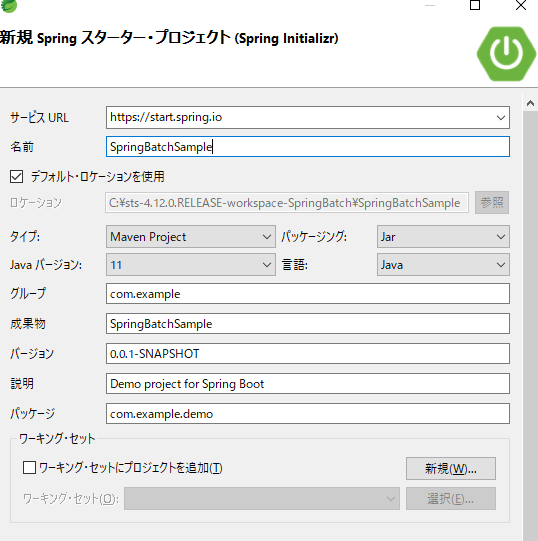 新規 Spring スターター・プロジェクト (Spring Initializr)
サービス URL https://start.spring.io
名前 SpringBatchSample
デフォルト・ロケーションを使用
ロケーション C:¥sts-4.12.0.RELEASE-workspace-SpringBatch¥SpringBatchSample 参照
タイプ: Maven Project パッケージング: Jar
Java バージョン: 11 言語: Java
グループ com.example
成果物 SpringBatchSample
バージョン 0.0.1-SNAPSHOT
説明 Demo project for Spring Boot
パッケージ com.example.demo
ワーキング・セット
ワーキング・セットにプロジェクトを追加(T) 新規(W)...
ワーキング・セット(O): 選択(E)...